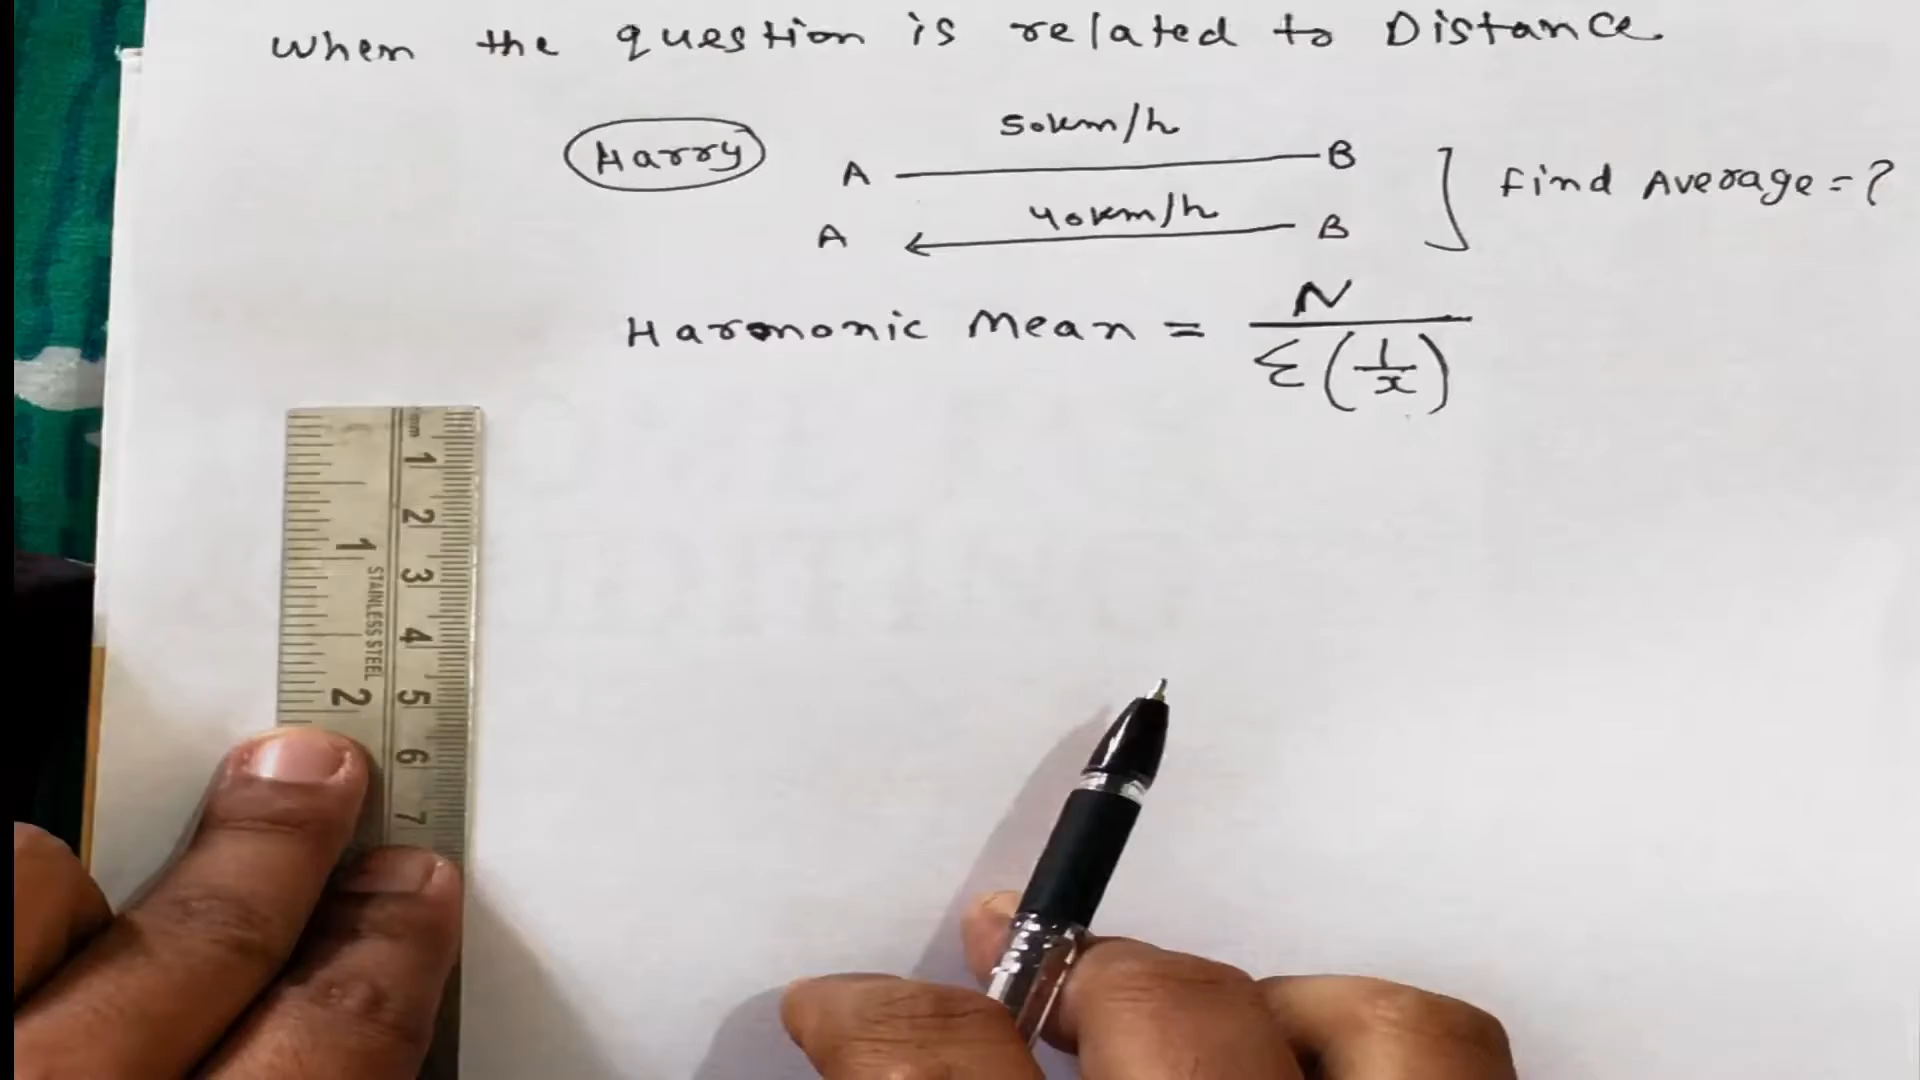 When the question is related to Distance.
Harry
50km/h
A B
40km/h
A B
Find Average = ?
Harmonic Mean = N / Σ(1/x)
mm 1 2 3 4 5 6 7
1 2
STAINLESS STEEL